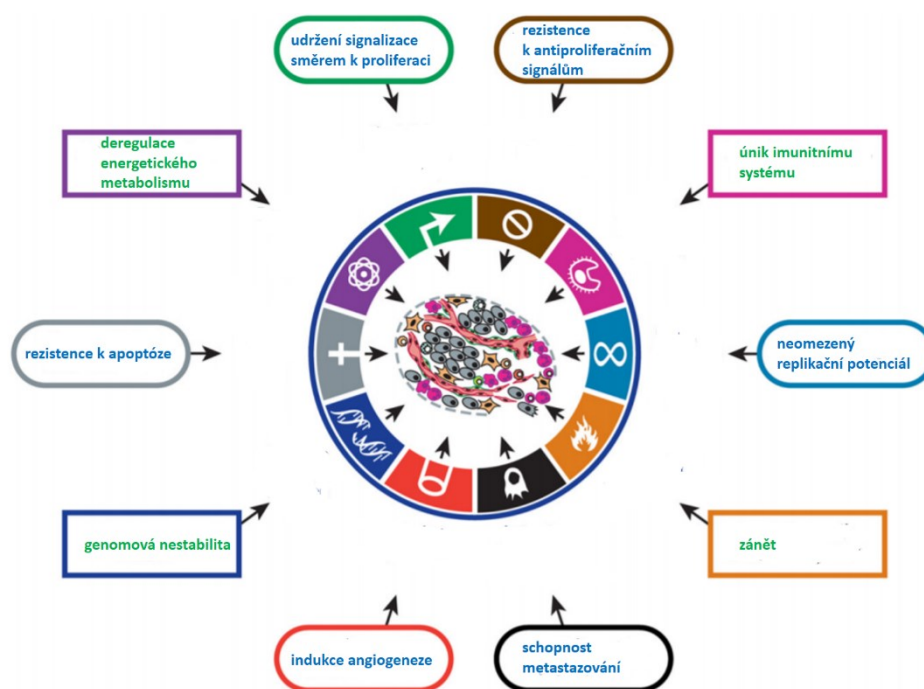 udržení signalizace
směrem k proliferaci
rezistence
k antiproliferačním
signálům
deregulace
energetického
metabolismu
únik imunitnímu
systému
rezistence k apoptóze
neomezený
replikační potenciál
genomová nestabilita
zánět
indukce angiogeneze
schopnost
metastazování